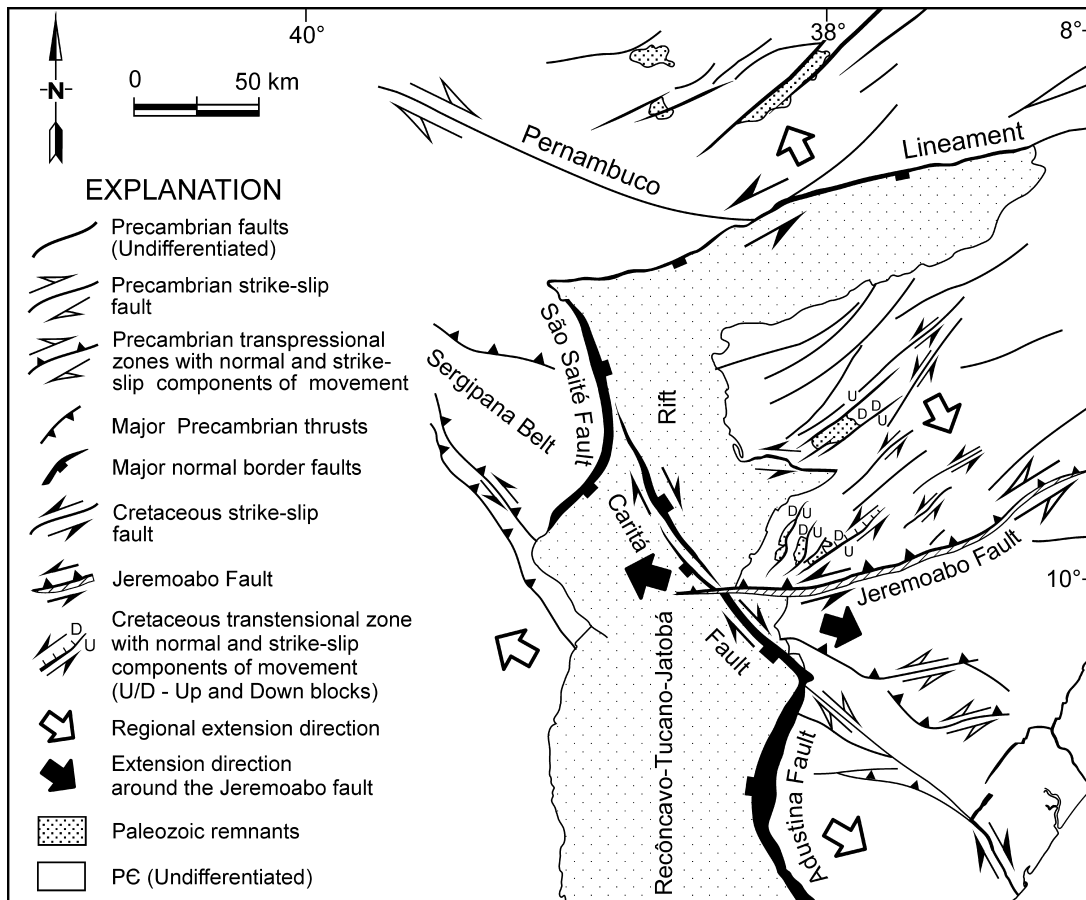 40°
38°
8°
N
0
50 km
Pernambuco
Lineament
EXPLANATION
Precambrian faults
(Undifferentiated)
Precambrian strike-slip
fault
Precambrian transpressional
zones with normal and strike-
slip components of movement
Major Precambrian thrusts
Major normal border faults
Cretaceous strike-slip
fault
Jeremoabo Fault
D
U
Cretaceous transtensional zone
with normal and strike-slip
components of movement
(U/D - Up and Down blocks)
Regional extension direction
Extension direction
around the Jeremoabo fault
Paleozoic remnants
PЄ (Undifferentiated)
São Saité Fault
Sergipana Belt
Rift
U
D
D
U
Caritá
D
U
D
U
D
U
Jeremoabo Fault
10°
Fault
Recôncavo-Tucano-Jatobá
Adustina Fault